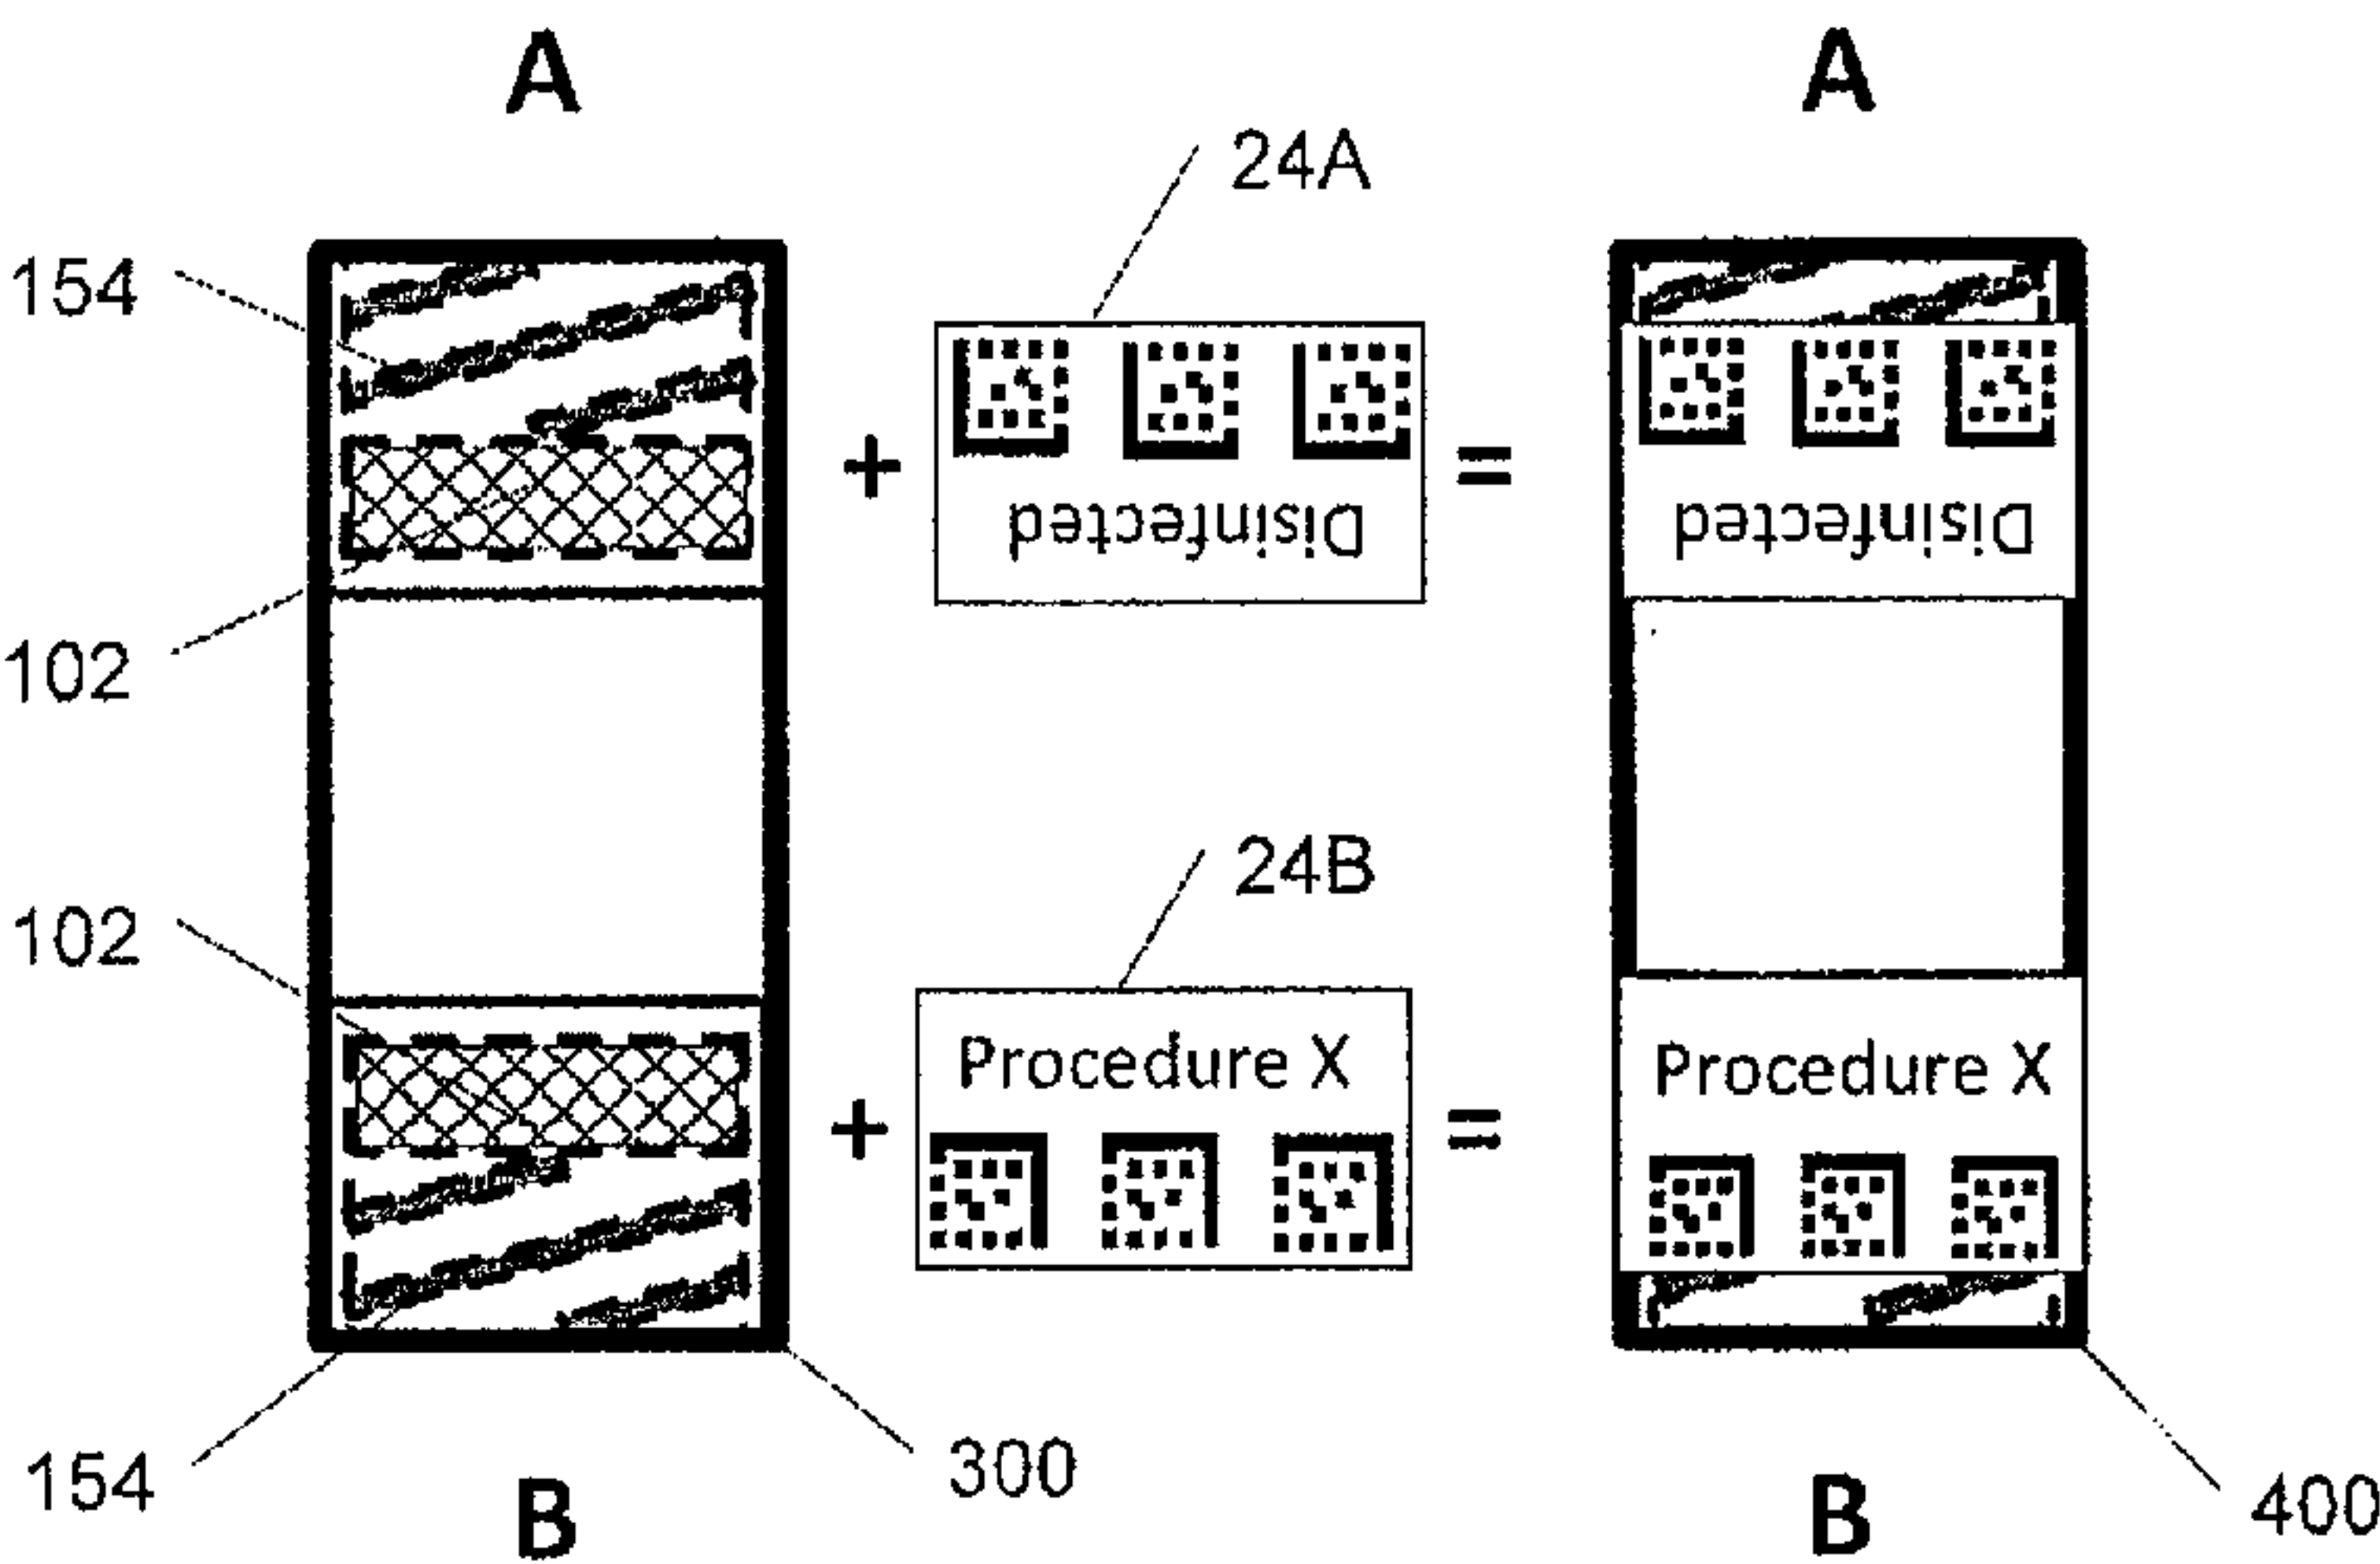 A
A
24A
154
+
Disinfected
=
Disinfected
102
24B
102
Procedure X
Procedure X
+
=
154
300
400
B
B